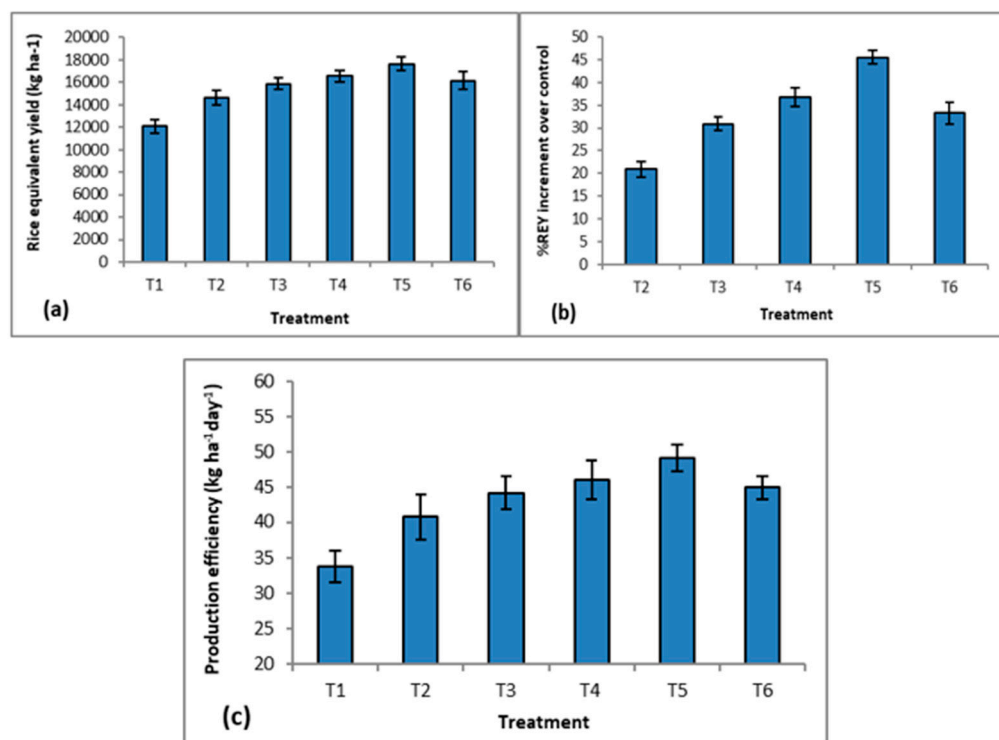 Rice equivalent yield (kg ha-1)
20000
18000
16000
14000
12000
10000
8000
6000
4000
2000
0
T1 T2 T3 T4 T5 T6
(a)
Treatment
%REY increment over control
50
45
40
35
30
25
20
15
10
5
0
T2 T3 T4 T5 T6
(b)
Treatment
Production efficiency (kg ha⁻¹ day⁻¹)
60
55
50
45
40
35
30
25
20
T1 T2 T3 T4 T5 T6
(c)
Treatment